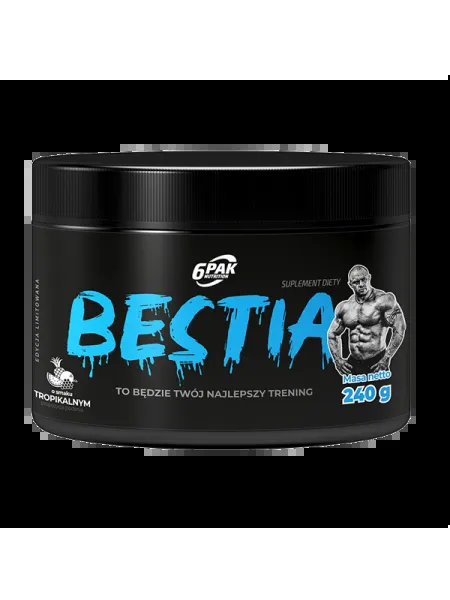 6PAK
NUTRITION
SUPLEMENT DIETY
BESTIA
EDYCJA LIMITOWANA
TO BĘDZIE TWÓJ NAJLEPSZY TRENING
Masa netto
240 g
o smaku
TROPIKALNYM